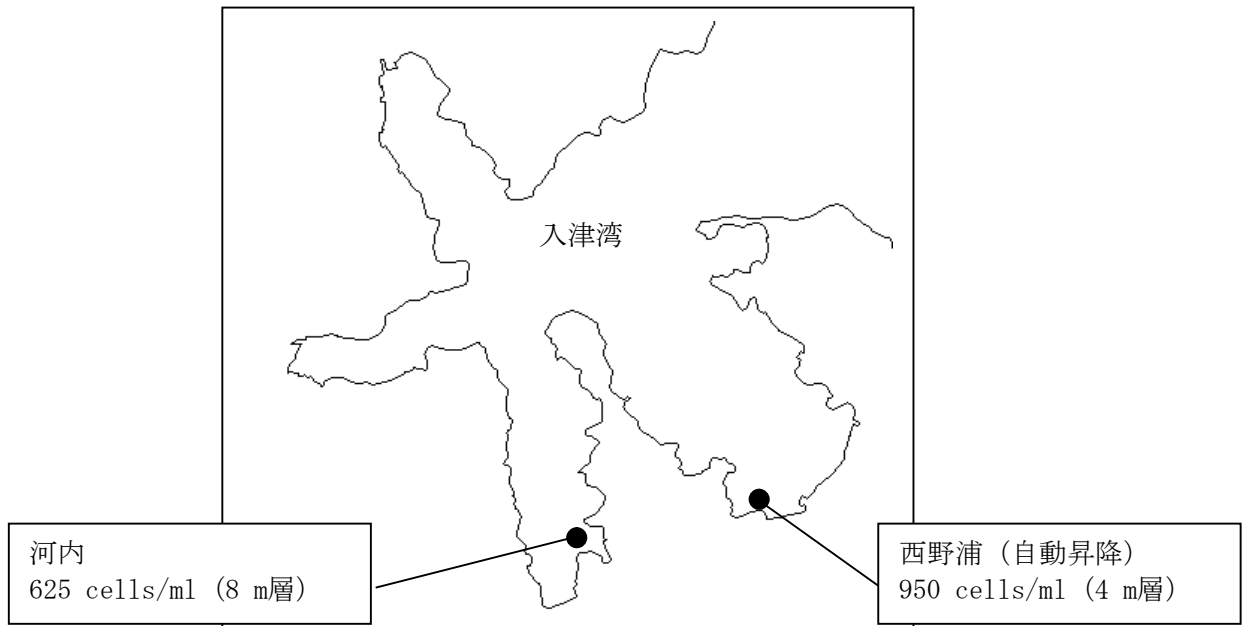 入津湾
河内
625 cells/ml (8 m層)
西野浦 (自動昇降)
950 cells/ml (4 m層)